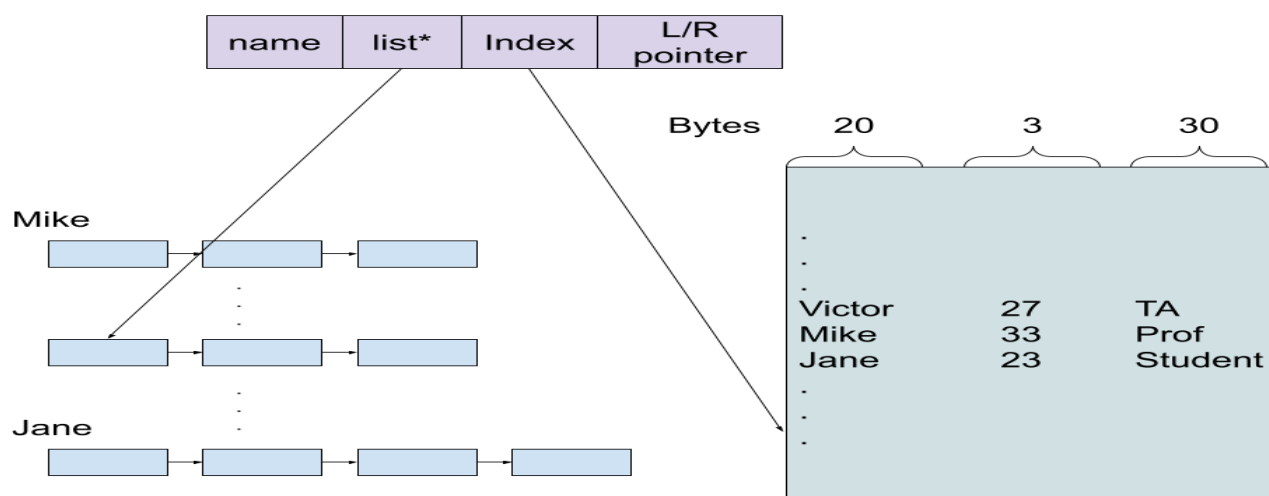 name list* Index L/R
pointer
Bytes 20 3 30
Mike
Victor 27 TA
Mike 33 Prof
Jane 23 Student
Jane